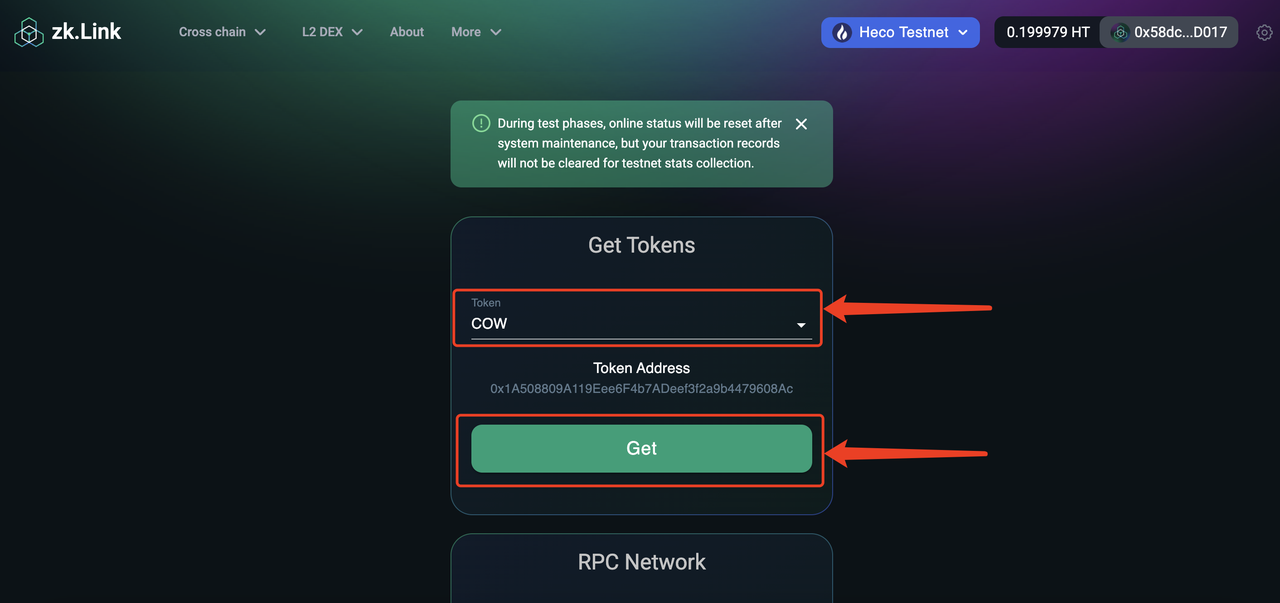 zk.Link
Cross chain
L2 DEX
About
More
Heco Testnet
0.199979 HT
0x58dc...D017
During test phases, online status will be reset after
system maintenance, but your transaction records
will not be cleared for testnet stats collection.
Get Tokens
Token
COW
Token Address
0x1A508809A119Eee6F4b7ADeef3f2a9b4479608Ac
Get
RPC Network